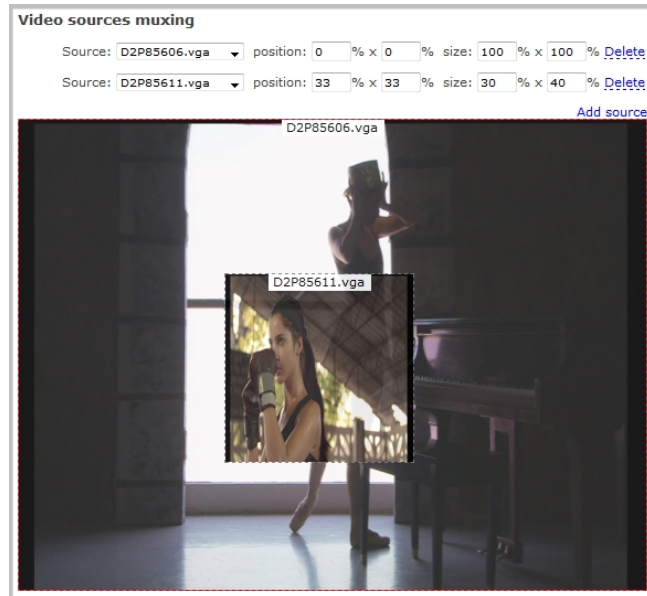 Video sources muxing
Source: D2P85606.vga position: 0 % x 0 % size: 100 % x 100 % Delete
Source: D2P85611.vga position: 33 % x 33 % size: 30 % x 40 % Delete
Add source
D2P85606.vga
D2P85611.vga